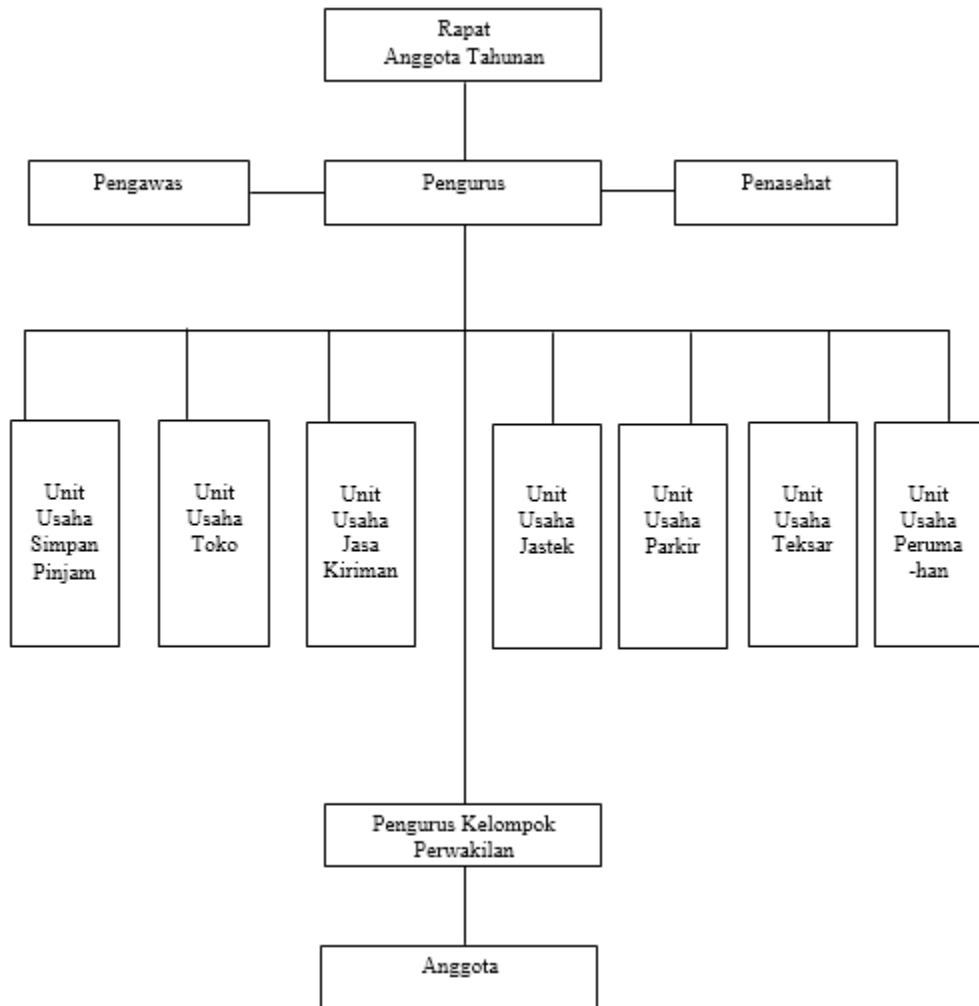 Rapat
Anggota Tahunan
Pengawas
Pengurus
Penasehat
Unit
Usaha
Simpan
Pinjam
Unit
Usaha
Toko
Unit
Usaha
Jasa
Kiriman
Unit
Usaha
Jastek
Unit
Usaha
Parkir
Unit
Usaha
Teksar
Unit
Usaha
Peruma
-han
Pengurus Kelompok
Perwakilan
Anggota